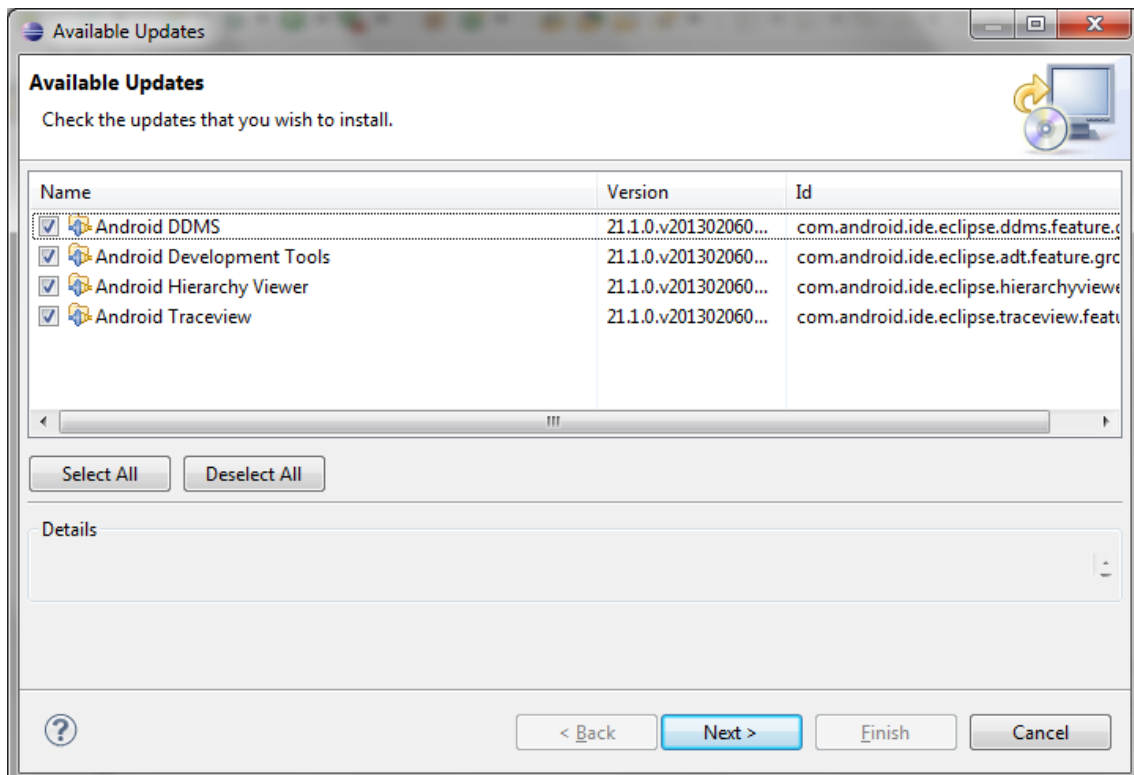 Available Updates
Available Updates
Check the updates that you wish to install.
Name Version Id
Android DDMS 21.1.0.v201302060... com.android.ide.eclipse.ddms.feature.g
Android Development Tools 21.1.0.v201302060... com.android.ide.eclipse.adt.feature.gro
Android Hierarchy Viewer 21.1.0.v201302060... com.android.ide.eclipse.hierarchyviewe
Android Traceview 21.1.0.v201302060... com.android.ide.eclipse.traceview.featu
Select All Deselect All
Details
? < Back Next > Finish Cancel